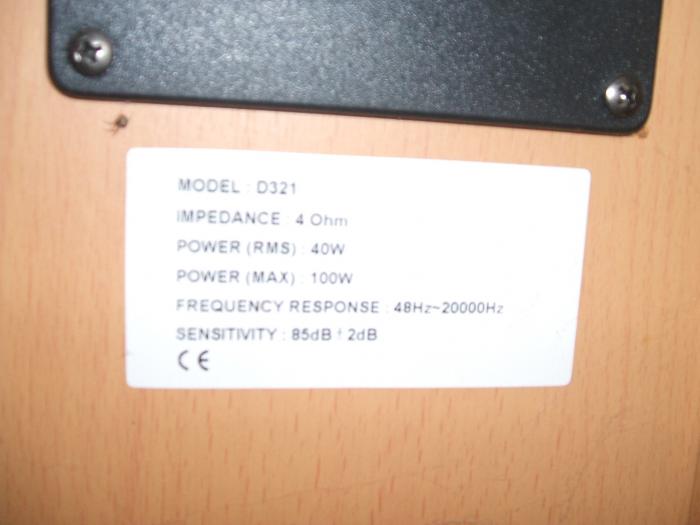 MODEL : D321
IMPEDANCE : 4 Ohm
POWER (RMS) : 40W
POWER (MAX) : 100W
FREQUENCY RESPONSE : 48Hz~20000Hz
SENSITIVITY : 85dB ± 2dB
CE